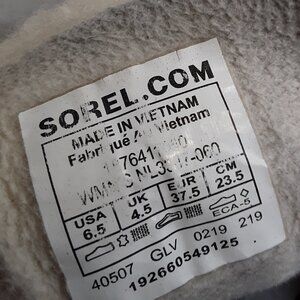 SOREL.COM
MADE IN VIETNAM
Fabriqué Au Vietnam
USA UK EUR CM
6.5 4.5 37.5 23.5
ECA-5
40507 GLV 0219 219
192660549125